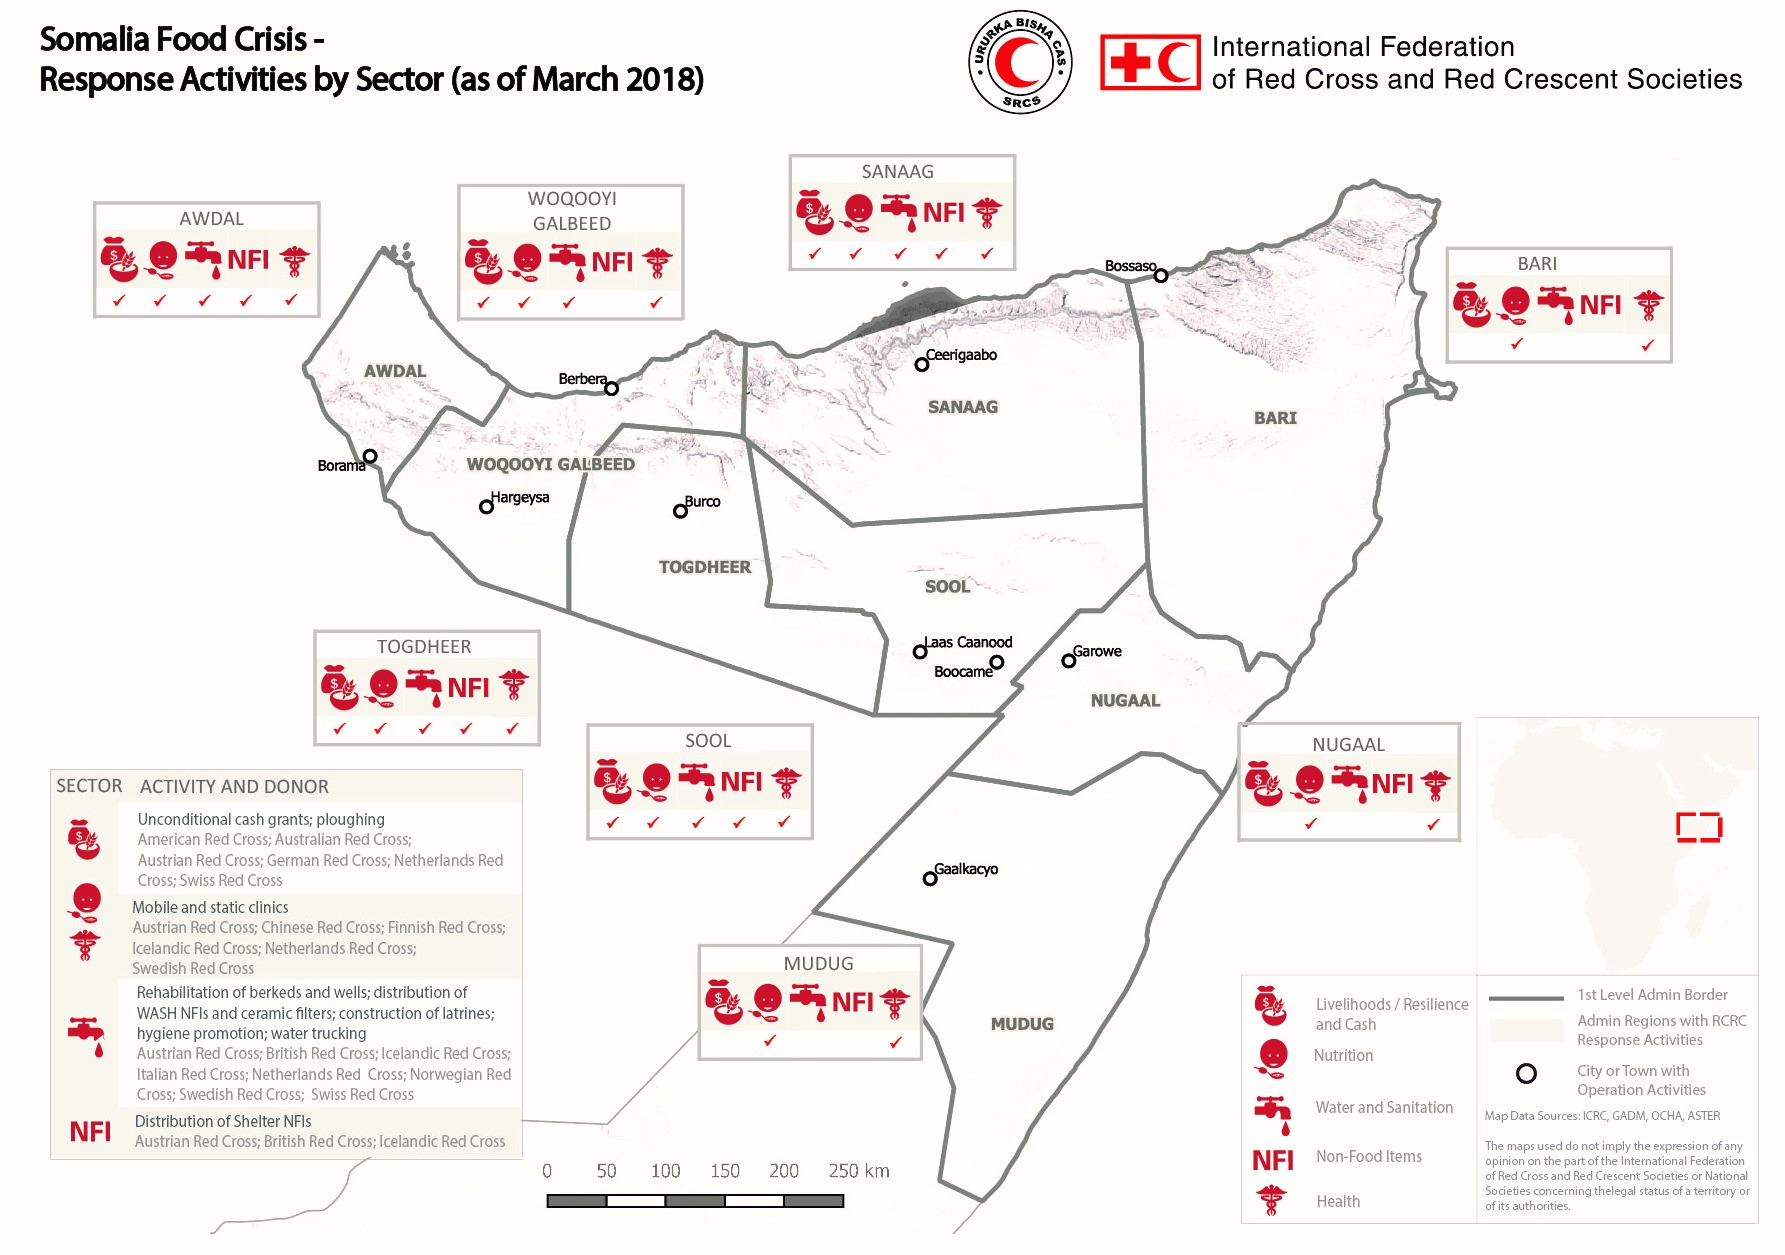 Somalia Food Crisis -
Response Activities by Sector (as of March 2018)
URURKA BISHA CAS
SRCS
International Federation
of Red Cross and Red Crescent Societies
AWDAL
NFI
WOQOOYI
GALBEED
NFI
SANAAG
NFI
BARI
NFI
Bossaso
Ceerigaabo
Berbera
AWDAL
SANAAG
BARI
Borama
WOQOOYI GALBEED
Hargeysa
Burco
TOGDHEER
SOOL
Laas Caanood
Boocame
Garowe
NUGAAL
Gaalkacyo
MUDUG
TOGDHEER
NFI
SOOL
NFI
NUGAAL
NFI
MUDUG
NFI
SECTOR ACTIVITY AND DONOR
Unconditional cash grants; ploughing
American Red Cross; Australian Red Cross;
Austrian Red Cross; German Red Cross; Netherlands Red
Cross; Swiss Red Cross
Mobile and static clinics
Austrian Red Cross; Chinese Red Cross; Finnish Red Cross;
Icelandic Red Cross; Netherlands Red Cross;
Swedish Red Cross
Rehabilitation of berkeds and wells; distribution of
WASH NFIs and ceramic filters; construction of latrines;
hygiene promotion; water trucking
Austrian Red Cross; British Red Cross; Icelandic Red Cross;
Italian Red Cross; Netherlands Red Cross; Norwegian Red
Cross; Swedish Red Cross; Swiss Red Cross
NFI Distribution of Shelter NFIs
Austrian Red Cross; British Red Cross; Icelandic Red Cross
0 50 100 150 200 250 km
Livelihoods / Resilience
and Cash
Nutrition
Water and Sanitation
NFI Non-Food Items
Health
1st Level Admin Border
Admin Regions with RCRC
Response Activities
City or Town with
Operation Activities
Map Data Sources: ICRC, GADM, OCHA, ASTER
The maps used do not imply the expression of any
opinion on the part of the International Federation
of Red Cross and Red Crescent Societies or National
Societies concerning thelegal status of a territory or
of its authorities.